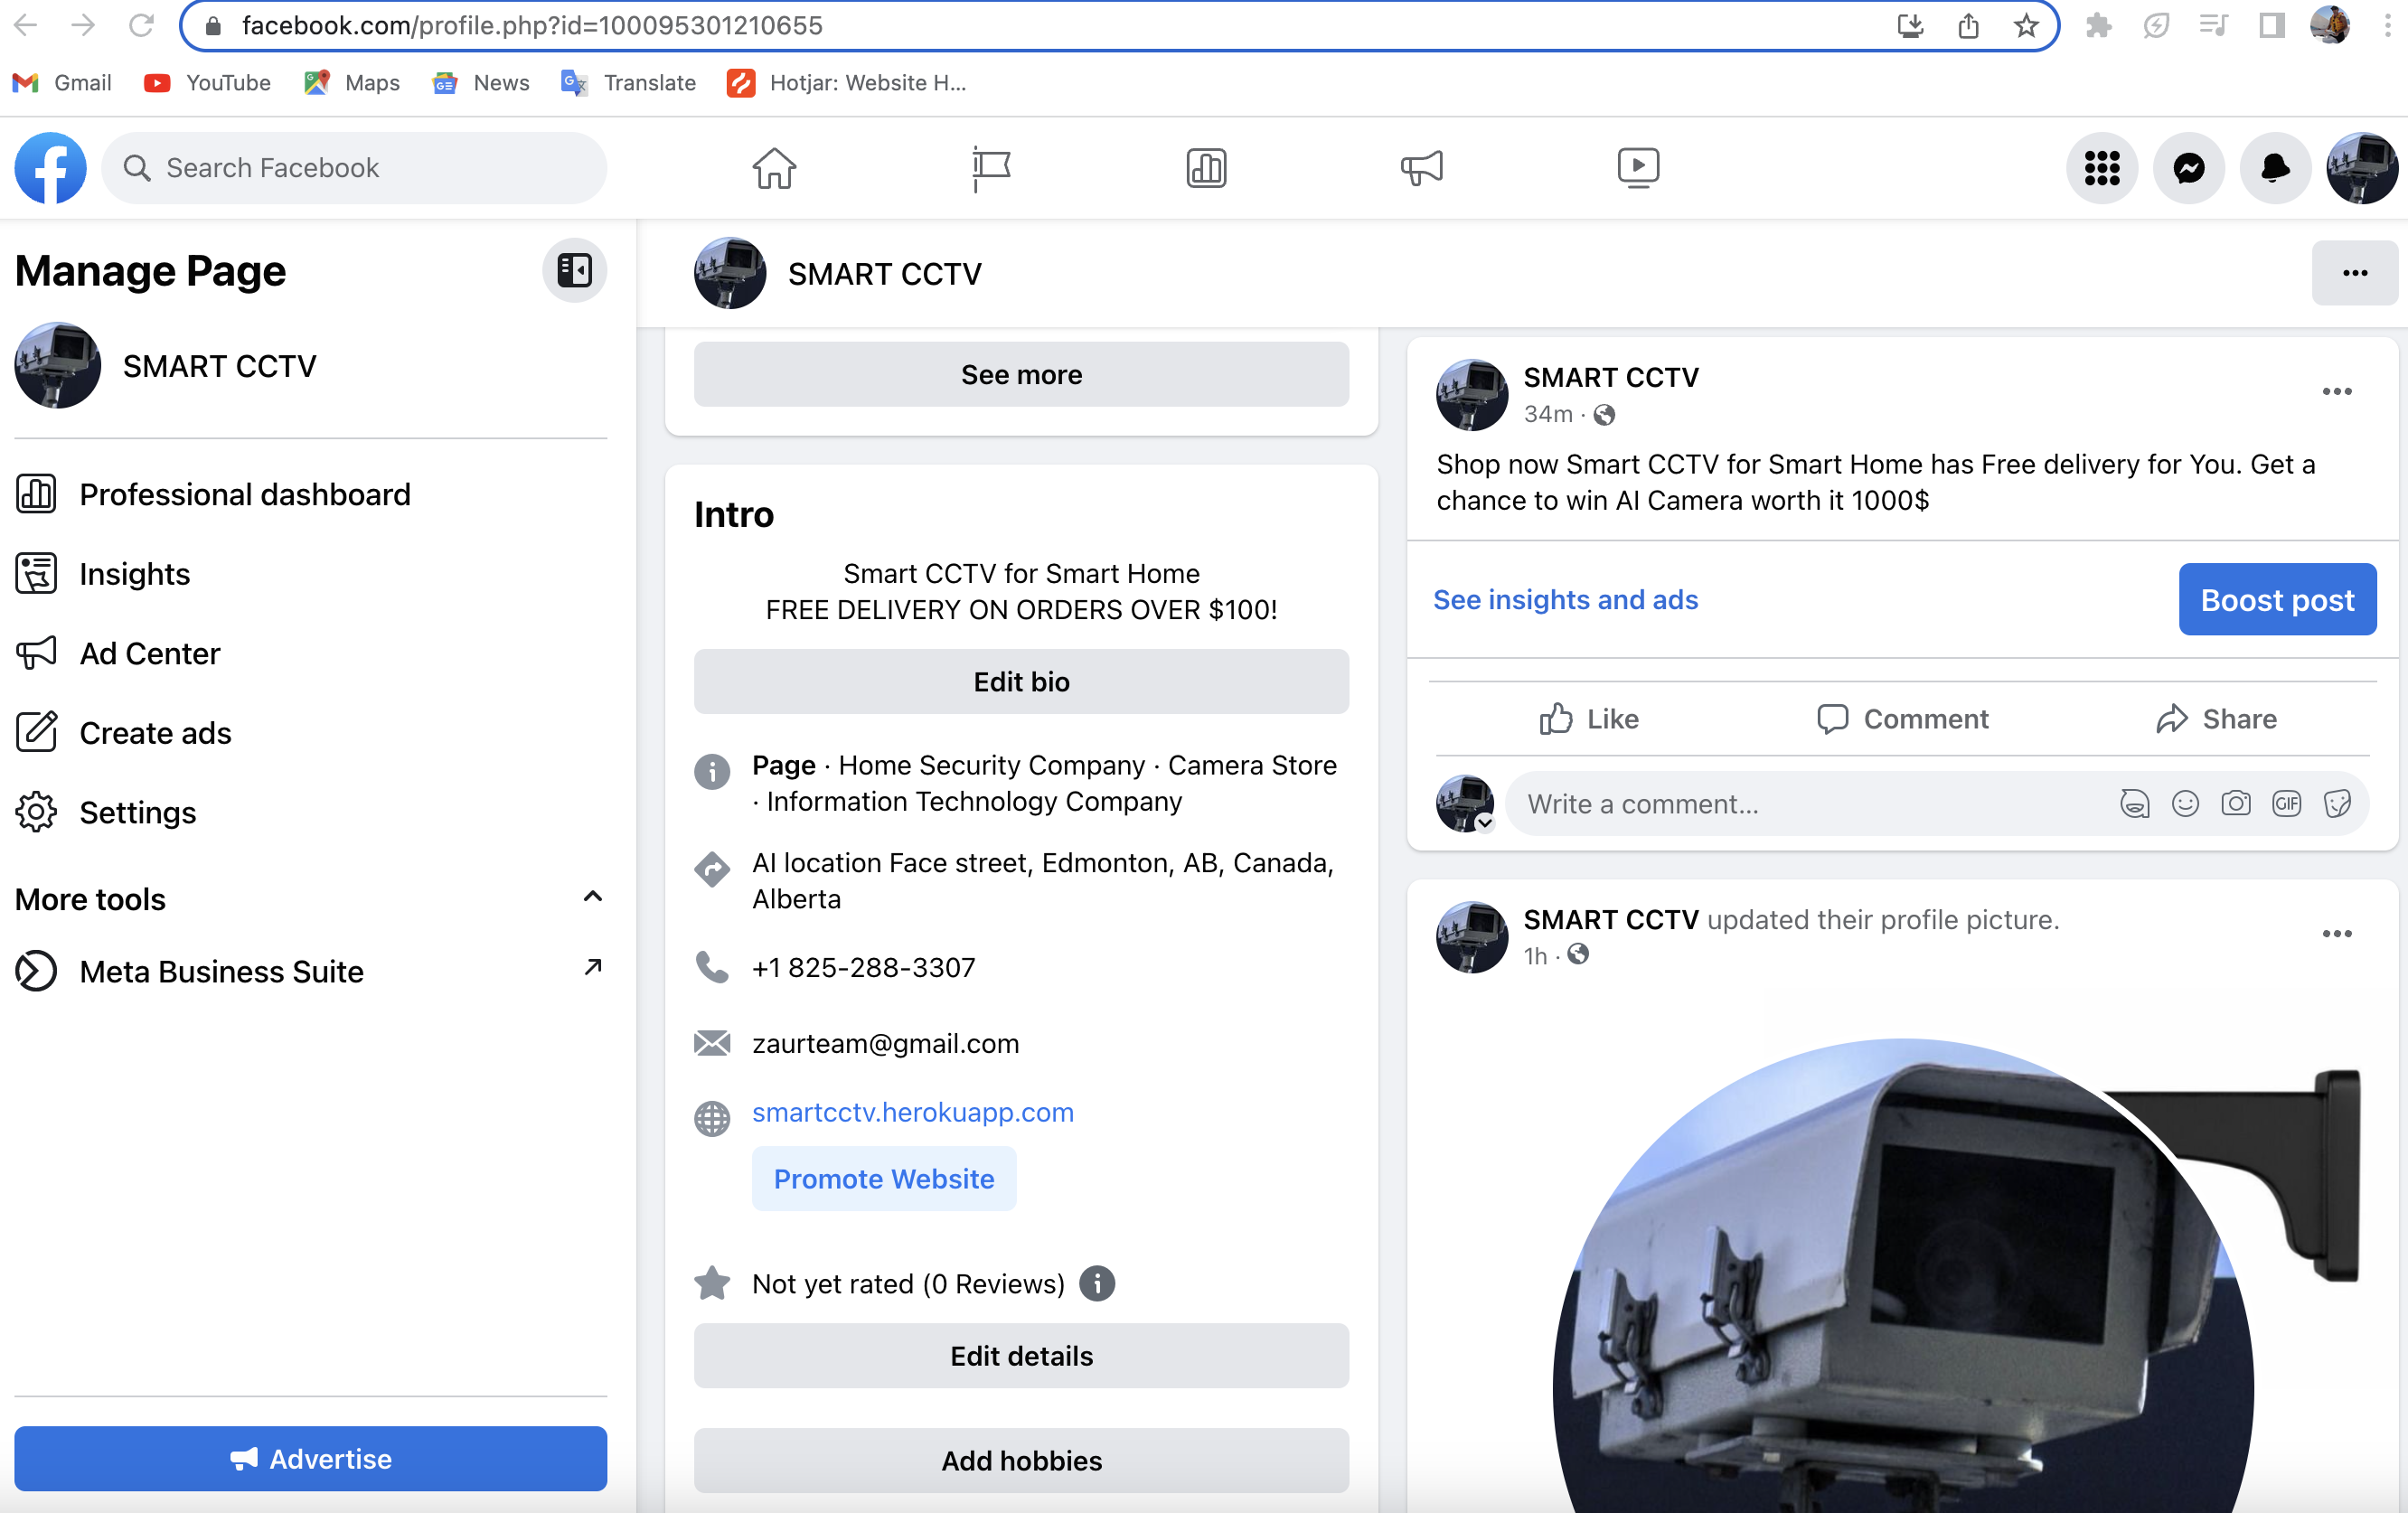 facebook.com/profile.php?id=100095301210655
Gmail
YouTube
Maps
News
Translate
Hotjar: Website H...
Search Facebook
Manage Page
SMART CCTV
Professional dashboard
Insights
Ad Center
Create ads
Settings
More tools
Meta Business Suite
Advertise
SMART CCTV
See more
Intro
Smart CCTV for Smart Home
FREE DELIVERY ON ORDERS OVER $100!
Edit bio
Page · Home Security Company · Camera Store
· Information Technology Company
AI location Face street, Edmonton, AB, Canada,
Alberta
+1 825-288-3307
zaurteam@gmail.com
smartcctv.herokuapp.com
Promote Website
Not yet rated (0 Reviews)
Edit details
Add hobbies
SMART CCTV
34m ·
Shop now Smart CCTV for Smart Home has Free delivery for You. Get a
chance to win AI Camera worth it 1000$
See insights and ads
Boost post
Like
Comment
Share
Write a comment...
GIF
SMART CCTV updated their profile picture.
1h ·